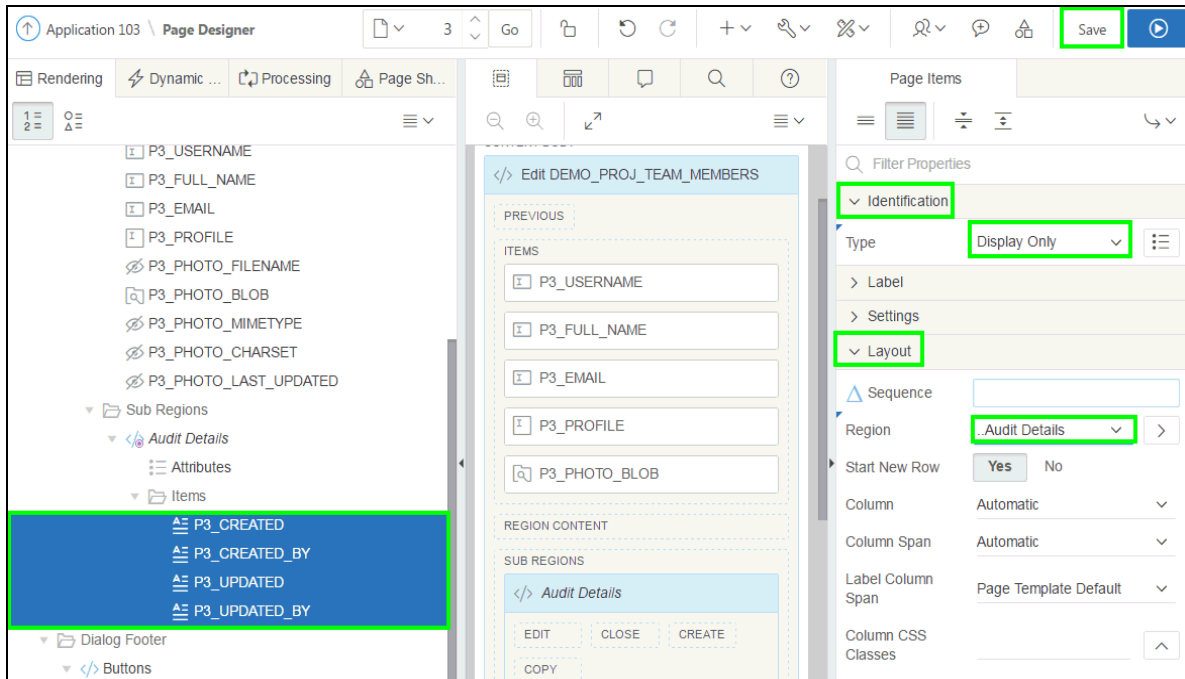 Application 103 \ Page Designer
3
Go
Save
Rendering
Dynamic ...
Processing
Page Sh...
P3_USERNAME
P3_FULL_NAME
P3_EMAIL
P3_PROFILE
P3_PHOTO_FILENAME
P3_PHOTO_BLOB
P3_PHOTO_MIMETYPE
P3_PHOTO_CHARSET
P3_PHOTO_LAST_UPDATED
Sub Regions
Audit Details
Attributes
Items
P3_CREATED
P3_CREATED_BY
P3_UPDATED
P3_UPDATED_BY
Dialog Footer
Buttons
CONTENT BODY
Edit DEMO_PROJ_TEAM_MEMBERS
PREVIOUS
ITEMS
P3_USERNAME
P3_FULL_NAME
P3_EMAIL
P3_PROFILE
P3_PHOTO_BLOB
REGION CONTENT
SUB REGIONS
Audit Details
EDIT CLOSE CREATE
COPY
Page Items
Filter Properties
Identification
Type Display Only
Label
Settings
Layout
Sequence
Region ..Audit Details
Start New Row Yes No
Column Automatic
Column Span Automatic
Label Column
Span Page Template Default
Column CSS
Classes